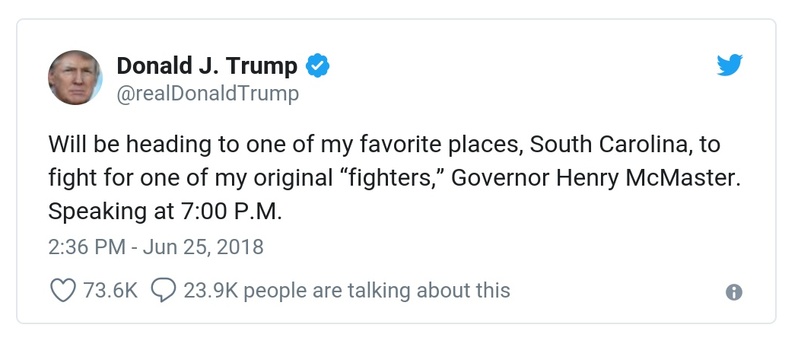 Donald J. Trump
@realDonaldTrump
Will be heading to one of my favorite places, South Carolina, to
fight for one of my original “fighters,” Governor Henry McMaster.
Speaking at 7:00 P.M.
2:36 PM - Jun 25, 2018
73.6K 23.9K people are talking about this